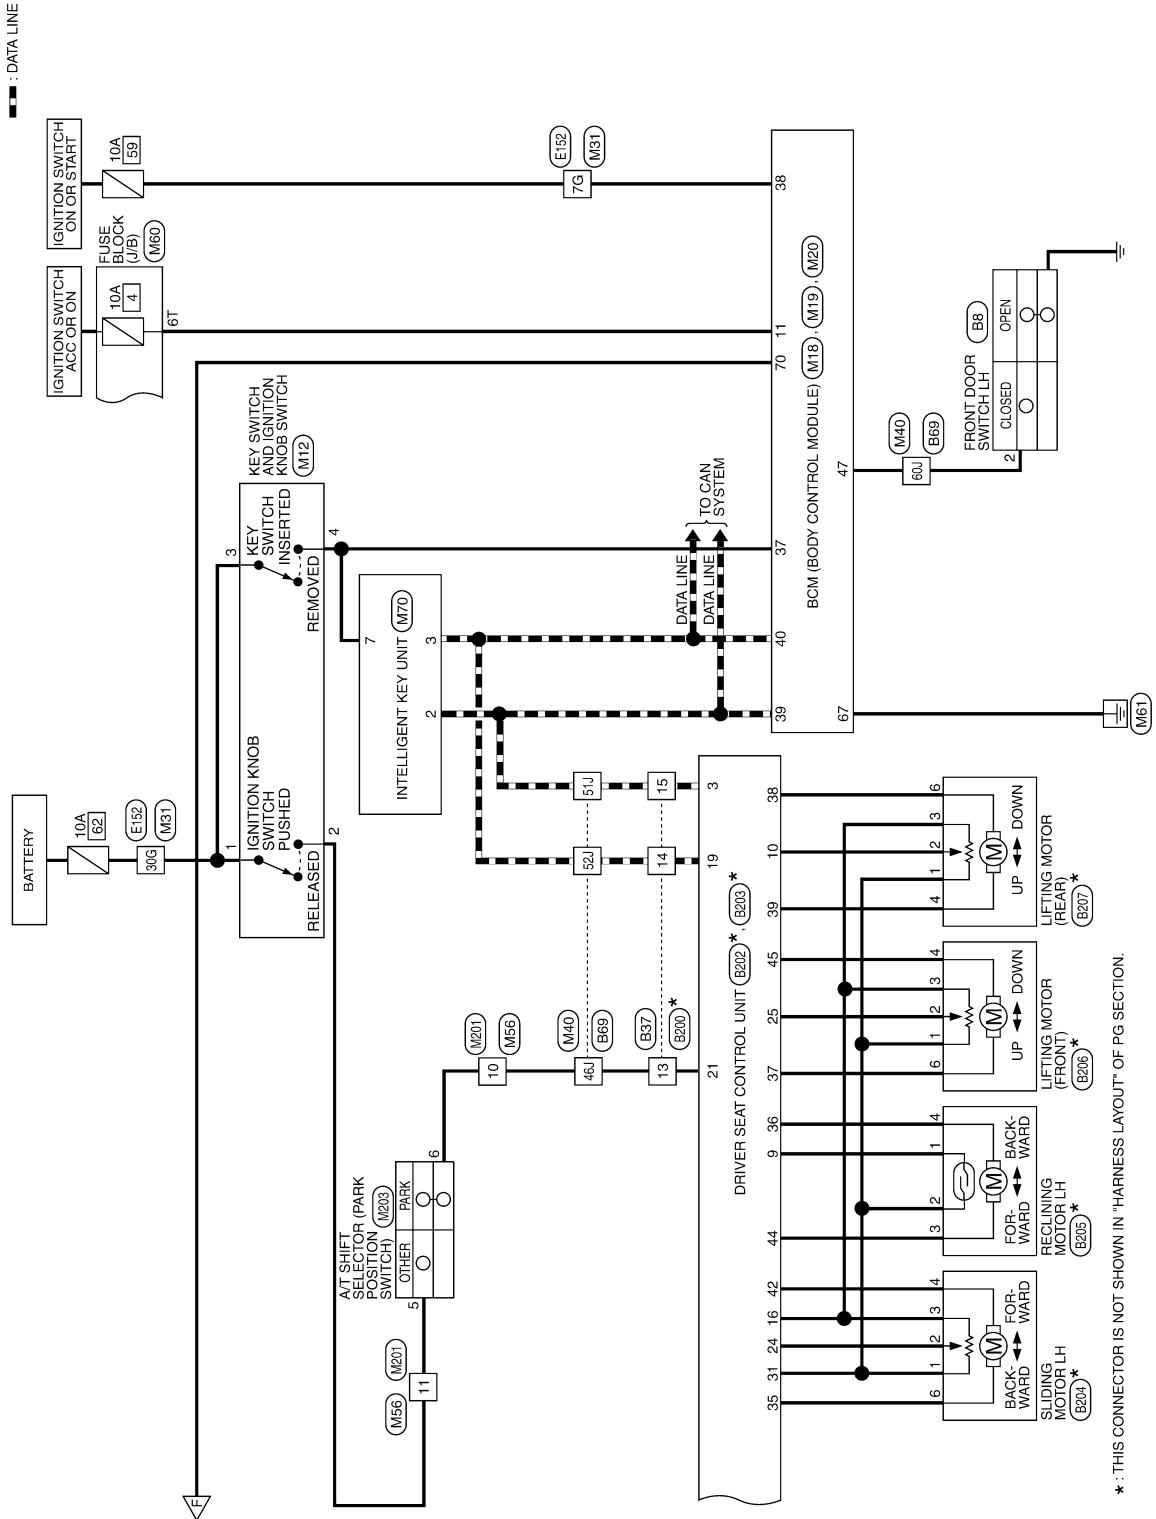 : DATA LINE
IGNITION SWITCH
ON OR START
10A
59
E152
M31
7G
38
IGNITION SWITCH
ACC OR ON
FUSE
BLOCK
(J/B)
M60
10A
4
6T
11
70
BATTERY
10A
62
E152
M31
30G
F
KEY SWITCH
AND IGNITION
KNOB SWITCH
M12
1
IGNITION KNOB
SWITCH
PUSHED
RELEASED
2
3
KEY
SWITCH
INSERTED
REMOVED
4
7
INTELLIGENT KEY UNIT
M70
2
3
DATA LINE
DATA LINE
TO CAN
SYSTEM
37
40
39
BCM (BODY CONTROL MODULE)
M18
,
M19
,
M20
67
M61
47
60J
M40
B69
FRONT DOOR
SWITCH LH
B8
2
CLOSED
OPEN
A/T SHIFT
SELECTOR (PARK
POSITION
SWITCH)
M203
OTHER
PARK
5
6
11
M56
M201
10
M201
M56
46J
52J
51J
M40
B69
13
14
15
B37
B200
*
21
19
3
DRIVER SEAT CONTROL UNIT
B202
*
,
B203
*
35
31
24
16
42
44
9
36
37
25
45
39
10
38
6
1
2
3
4
BACK-
WARD
FOR-
WARD
M
SLIDING
MOTOR LH
B204
*
3
2
1
4
FOR-
WARD
BACK-
WARD
M
RECLINING
MOTOR LH
B205
*
6
1
2
3
4
UP
DOWN
M
LIFTING MOTOR
(FRONT)
B206
*
4
1
2
3
6
UP
DOWN
M
LIFTING MOTOR
(REAR)
B207
*
* : THIS CONNECTOR IS NOT SHOWN IN "HARNESS LAYOUT" OF PG SECTION.